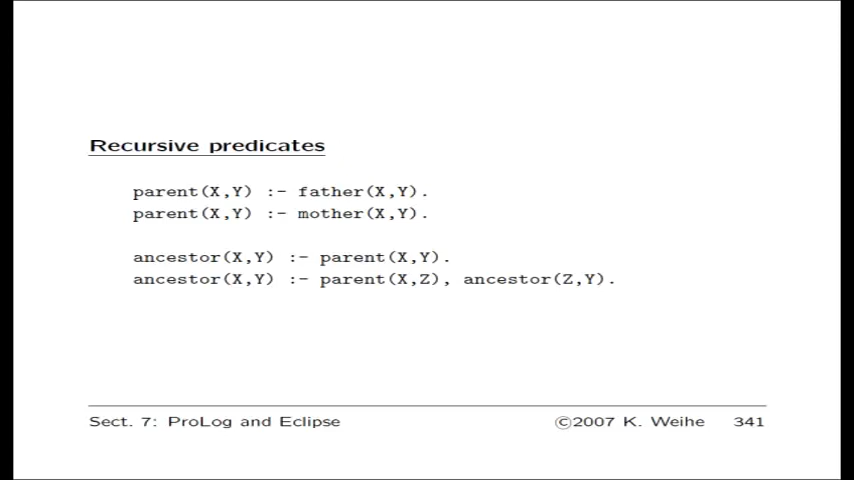 Recursive predicates
parent(X,Y) :- father(X,Y).
parent(X,Y) :- mother(X,Y).
ancestor(X,Y) :- parent(X,Y).
ancestor(X,Y) :- parent(X,Z), ancestor(Z,Y).
Sect. 7: ProLog and Eclipse ©2007 K. Weihe 341